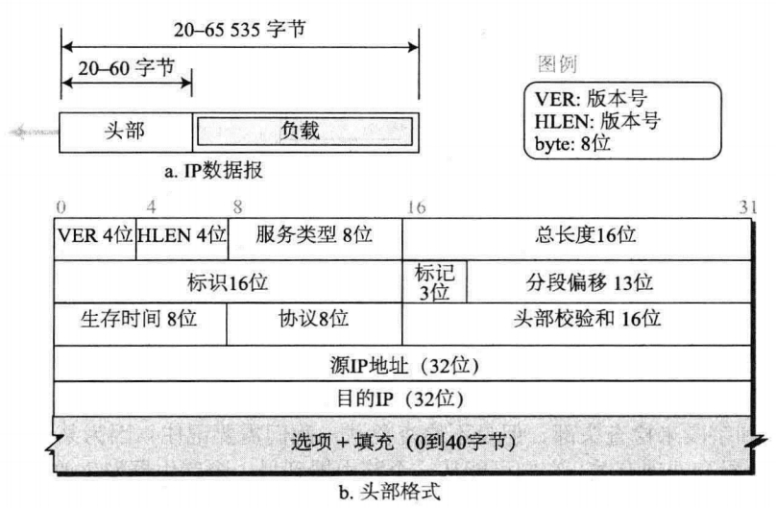 20–65 535 字节
20–60 字节
头部
负载
a. IP数据报
图例
VER: 版本号
HLEN: 版本号
byte: 8位
0 4 8 16 31
VER 4位 HLEN 4位 服务类型 8位 总长度16位
标识16位 标记 3位 分段偏移 13位
生存时间 8位 协议8位 头部校验和 16位
源IP地址（32位）
目的IP（32位）
选项 + 填充（0到40字节）
b. 头部格式